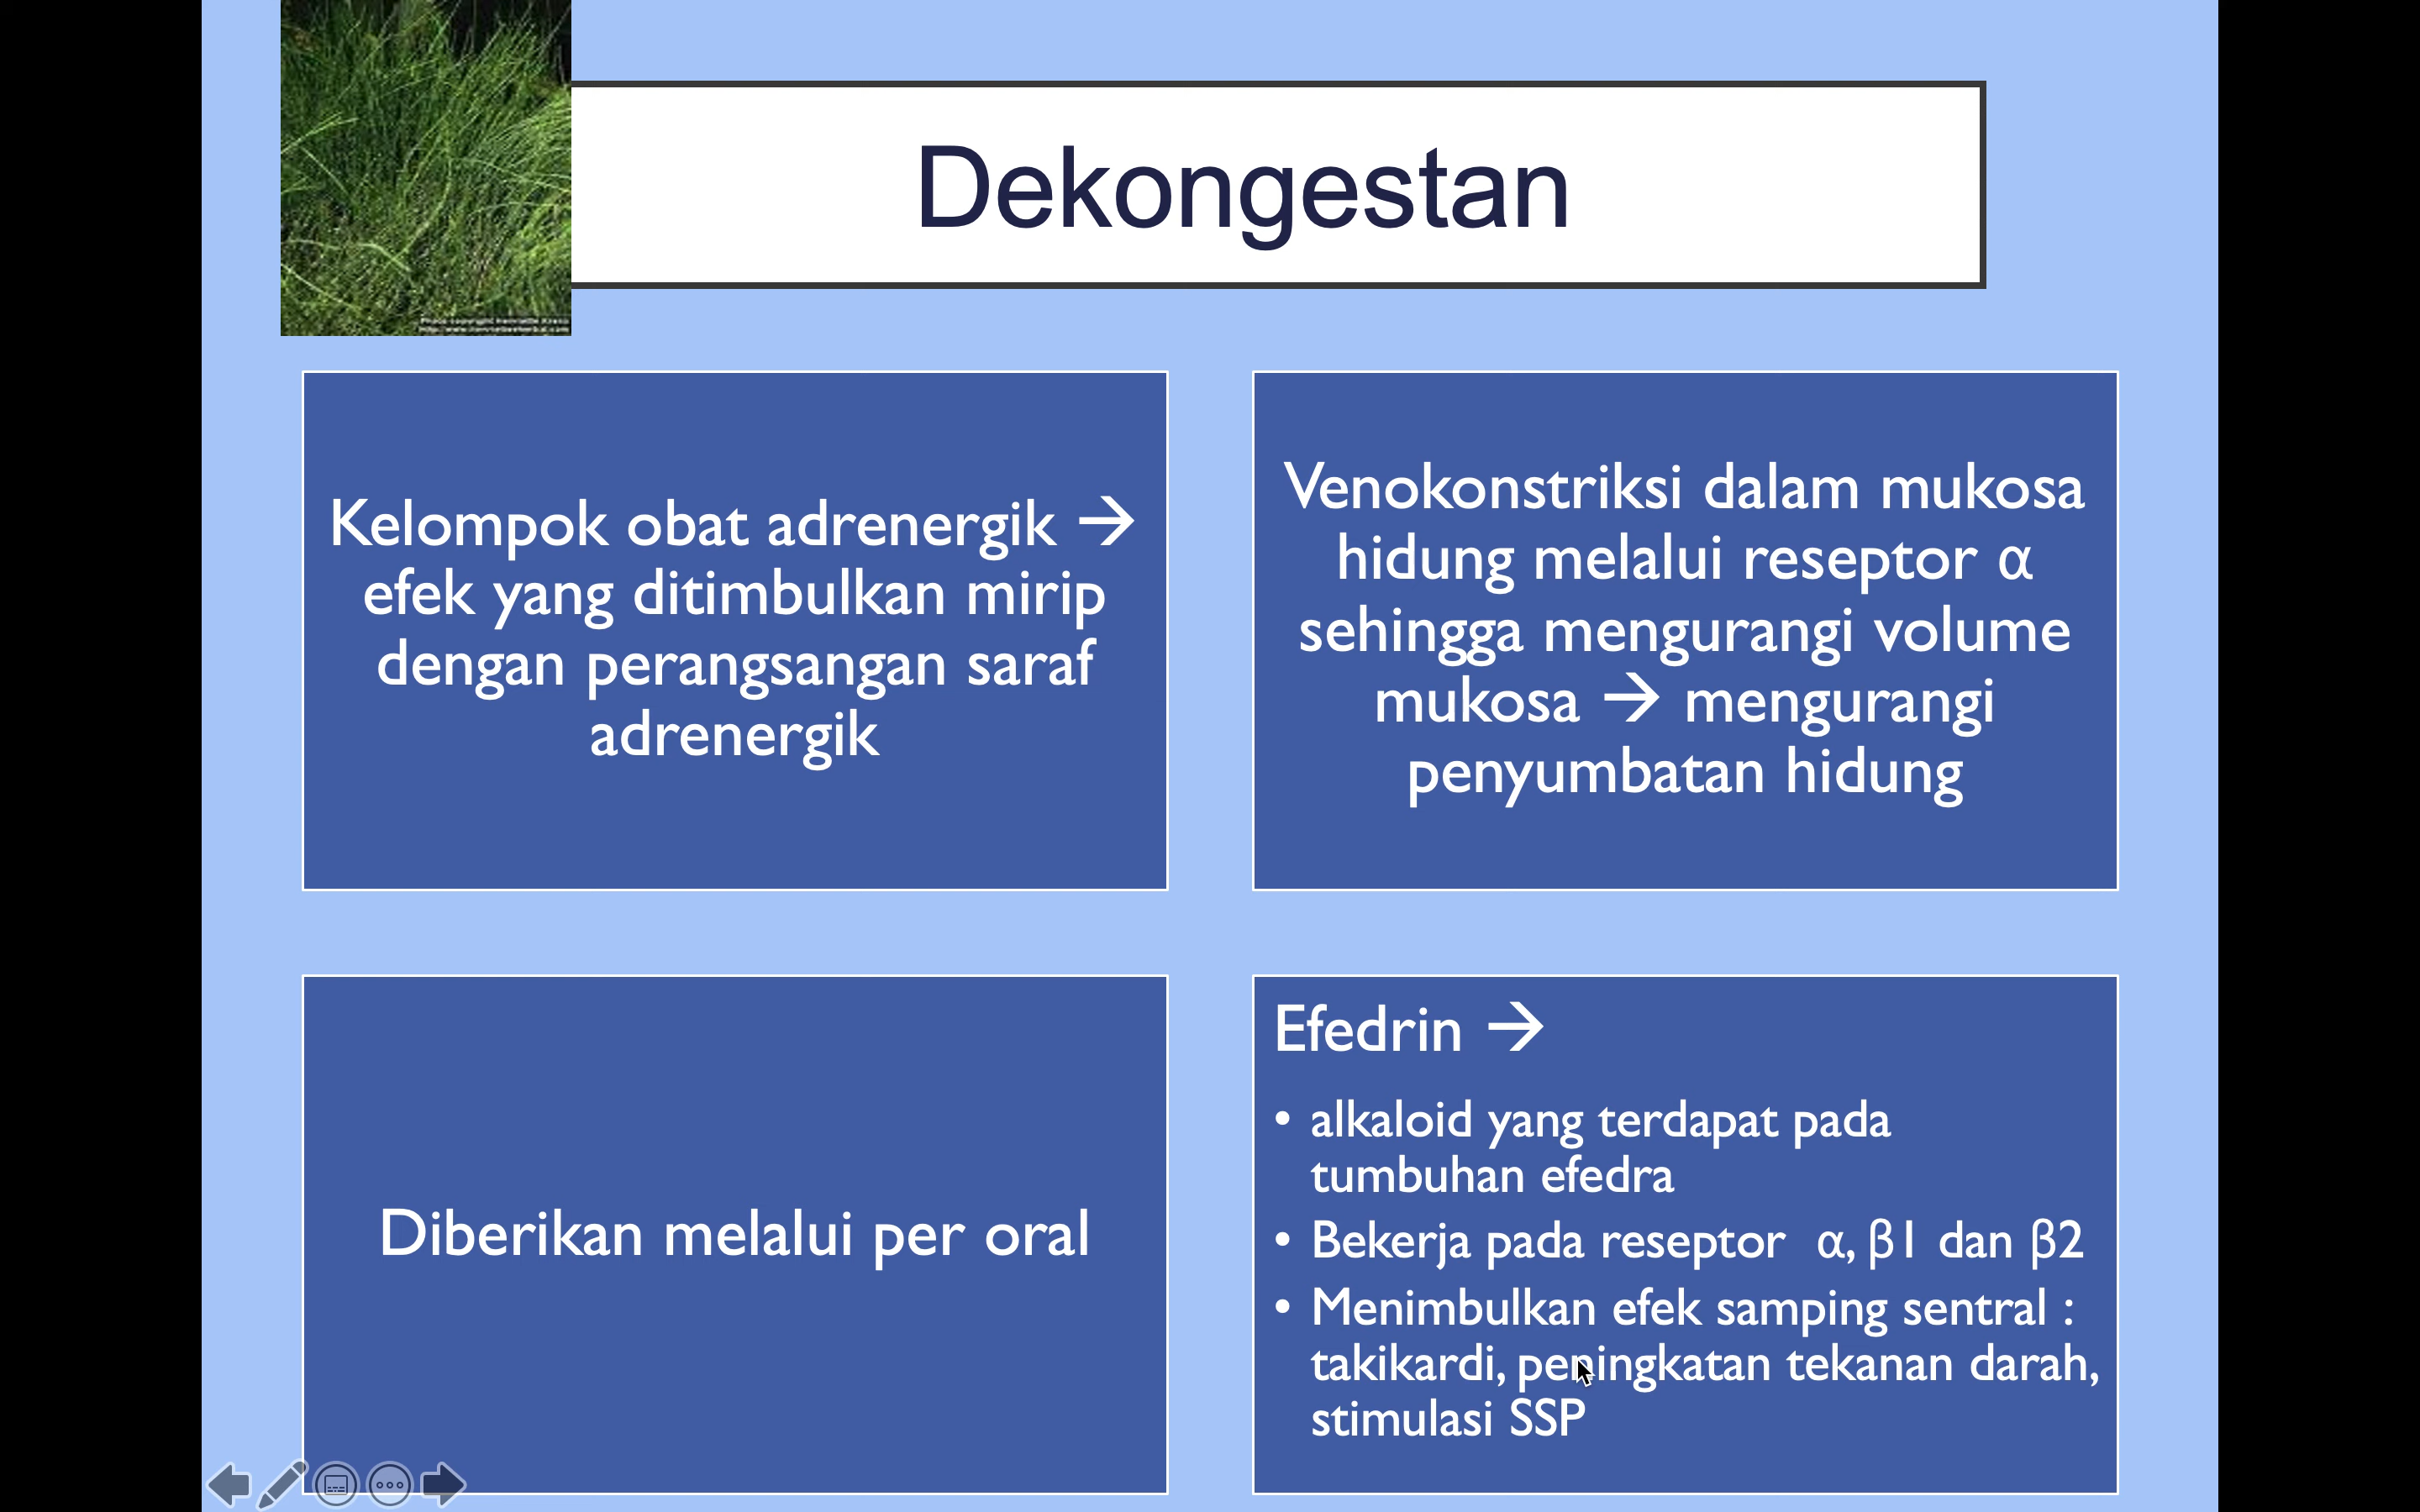 Dekongestan
Kelompok obat adrenergik →
efek yang ditimbulkan mirip
dengan perangsangan saraf
adrenergik
Venokonstriksi dalam mukosa
hidung melalui reseptor α
sehingga mengurangi volume
mukosa → mengurangi
penyumbatan hidung
Diberikan melalui per oral
Efedrin →
• alkaloid yang terdapat pada
tumbuhan efedra
• Bekerja pada reseptor α, β1 dan β2
• Menimbulkan efek samping sentral :
takikardi, peningkatan tekanan darah,
stimulasi SSP